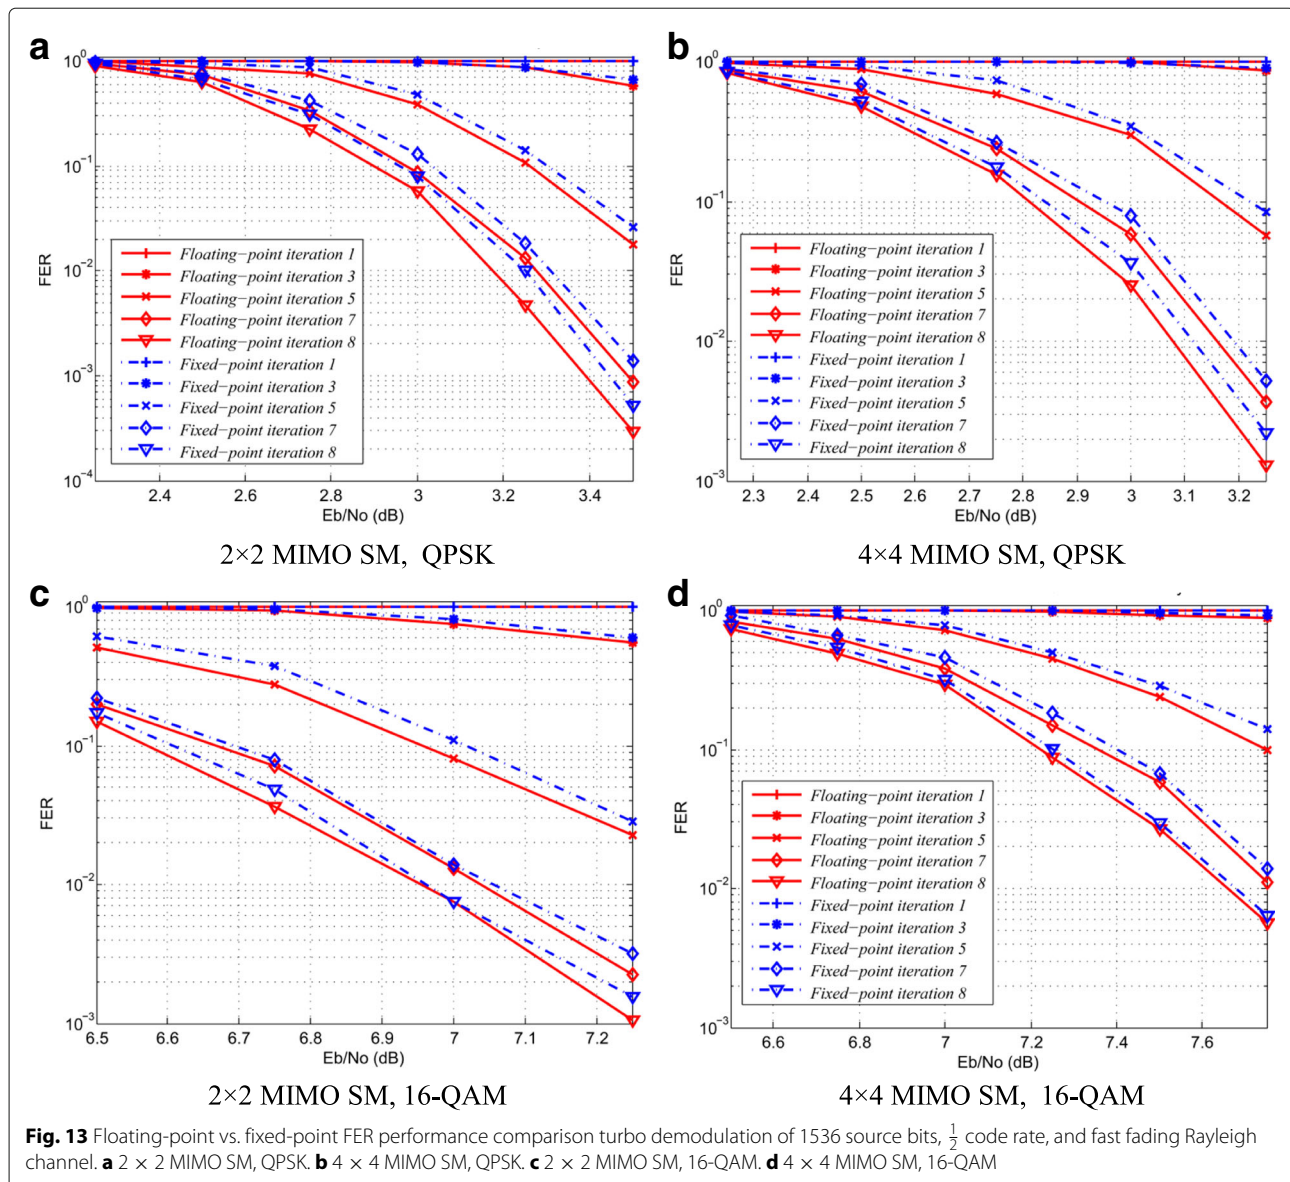 a
10^0
10^-1
10^-2
10^-3
10^-4
FER
Floating-point iteration 1
Floating-point iteration 3
Floating-point iteration 5
Floating-point iteration 7
Floating-point iteration 8
Fixed-point iteration 1
Fixed-point iteration 3
Fixed-point iteration 5
Fixed-point iteration 7
Fixed-point iteration 8
2.4 2.6 2.8 3 3.2 3.4
Eb/No (dB)
2×2 MIMO SM, QPSK
b
10^0
10^-1
10^-2
10^-3
FER
Floating-point iteration 1
Floating-point iteration 3
Floating-point iteration 5
Floating-point iteration 7
Floating-point iteration 8
Fixed-point iteration 1
Fixed-point iteration 3
Fixed-point iteration 5
Fixed-point iteration 7
Fixed-point iteration 8
2.3 2.4 2.5 2.6 2.7 2.8 2.9 3 3.1 3.2
Eb/No (dB)
4×4 MIMO SM, QPSK
c
10^0
10^-1
10^-2
10^-3
FER
6.5 6.6 6.7 6.8 6.9 7 7.1 7.2
Eb/No (dB)
2×2 MIMO SM, 16-QAM
d
10^0
10^-1
10^-2
10^-3
FER
Floating-point iteration 1
Floating-point iteration 3
Floating-point iteration 5
Floating-point iteration 7
Floating-point iteration 8
Fixed-point iteration 1
Fixed-point iteration 3
Fixed-point iteration 5
Fixed-point iteration 7
Fixed-point iteration 8
6.6 6.8 7 7.2 7.4 7.6
Eb/No (dB)
4×4 MIMO SM, 16-QAM
Fig. 13 Floating-point vs. fixed-point FER performance comparison turbo demodulation of 1536 source bits, 1/2 code rate, and fast fading Rayleigh
channel. a 2 × 2 MIMO SM, QPSK. b 4 × 4 MIMO SM, QPSK. c 2 × 2 MIMO SM, 16-QAM. d 4 × 4 MIMO SM, 16-QAM